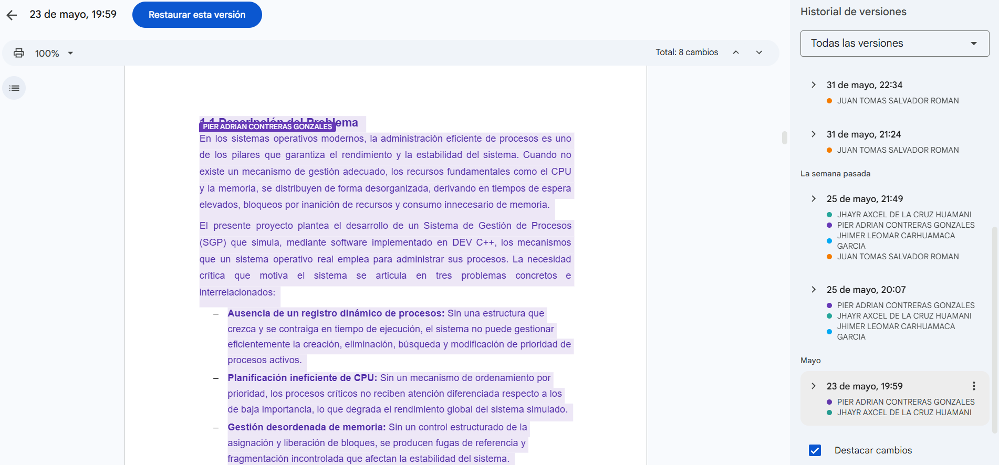 23 de mayo, 19:59
Restaurar esta versión
100%
Total: 8 cambios
1.1 Descripción del Problema
PIER ADRIAN CONTRERAS GONZALES
En los sistemas operativos modernos, la administración eficiente de procesos es uno
de los pilares que garantiza el rendimiento y la estabilidad del sistema. Cuando no
existe un mecanismo de gestión adecuado, los recursos fundamentales como el CPU
y la memoria, se distribuyen de forma desorganizada, derivando en tiempos de espera
elevados, bloqueos por inanición de recursos y consumo innecesario de memoria.
El presente proyecto plantea el desarrollo de un Sistema de Gestión de Procesos
(SGP) que simula, mediante software implementado en DEV C++, los mecanismos
que un sistema operativo real emplea para administrar sus procesos. La necesidad
crítica que motiva el sistema se articula en tres problemas concretos e
interrelacionados:
– Ausencia de un registro dinámico de procesos: Sin una estructura que
crezca y se contraiga en tiempo de ejecución, el sistema no puede gestionar
eficientemente la creación, eliminación, búsqueda y modificación de prioridad de
procesos activos.
– Planificación ineficiente de CPU: Sin un mecanismo de ordenamiento por
prioridad, los procesos críticos no reciben atención diferenciada respecto a los
de baja importancia, lo que degrada el rendimiento global del sistema simulado.
– Gestión desordenada de memoria: Sin un control estructurado de la
asignación y liberación de bloques, se producen fugas de referencia y
fragmentación incontrolada que afectan la estabilidad del sistema.
Historial de versiones
Todas las versiones
31 de mayo, 22:34
JUAN TOMAS SALVADOR ROMAN
31 de mayo, 21:24
JUAN TOMAS SALVADOR ROMAN
La semana pasada
25 de mayo, 21:49
JHAYR AXCEL DE LA CRUZ HUAMANI
PIER ADRIAN CONTRERAS GONZALES
JHIMER LEOMAR CARHUAMACA
GARCIA
JUAN TOMAS SALVADOR ROMAN
25 de mayo, 20:07
PIER ADRIAN CONTRERAS GONZALES
JHAYR AXCEL DE LA CRUZ HUAMANI
JHIMER LEOMAR CARHUAMACA
GARCIA
Mayo
23 de mayo, 19:59
PIER ADRIAN CONTRERAS GONZALES
JHAYR AXCEL DE LA CRUZ HUAMANI
Destacar cambios